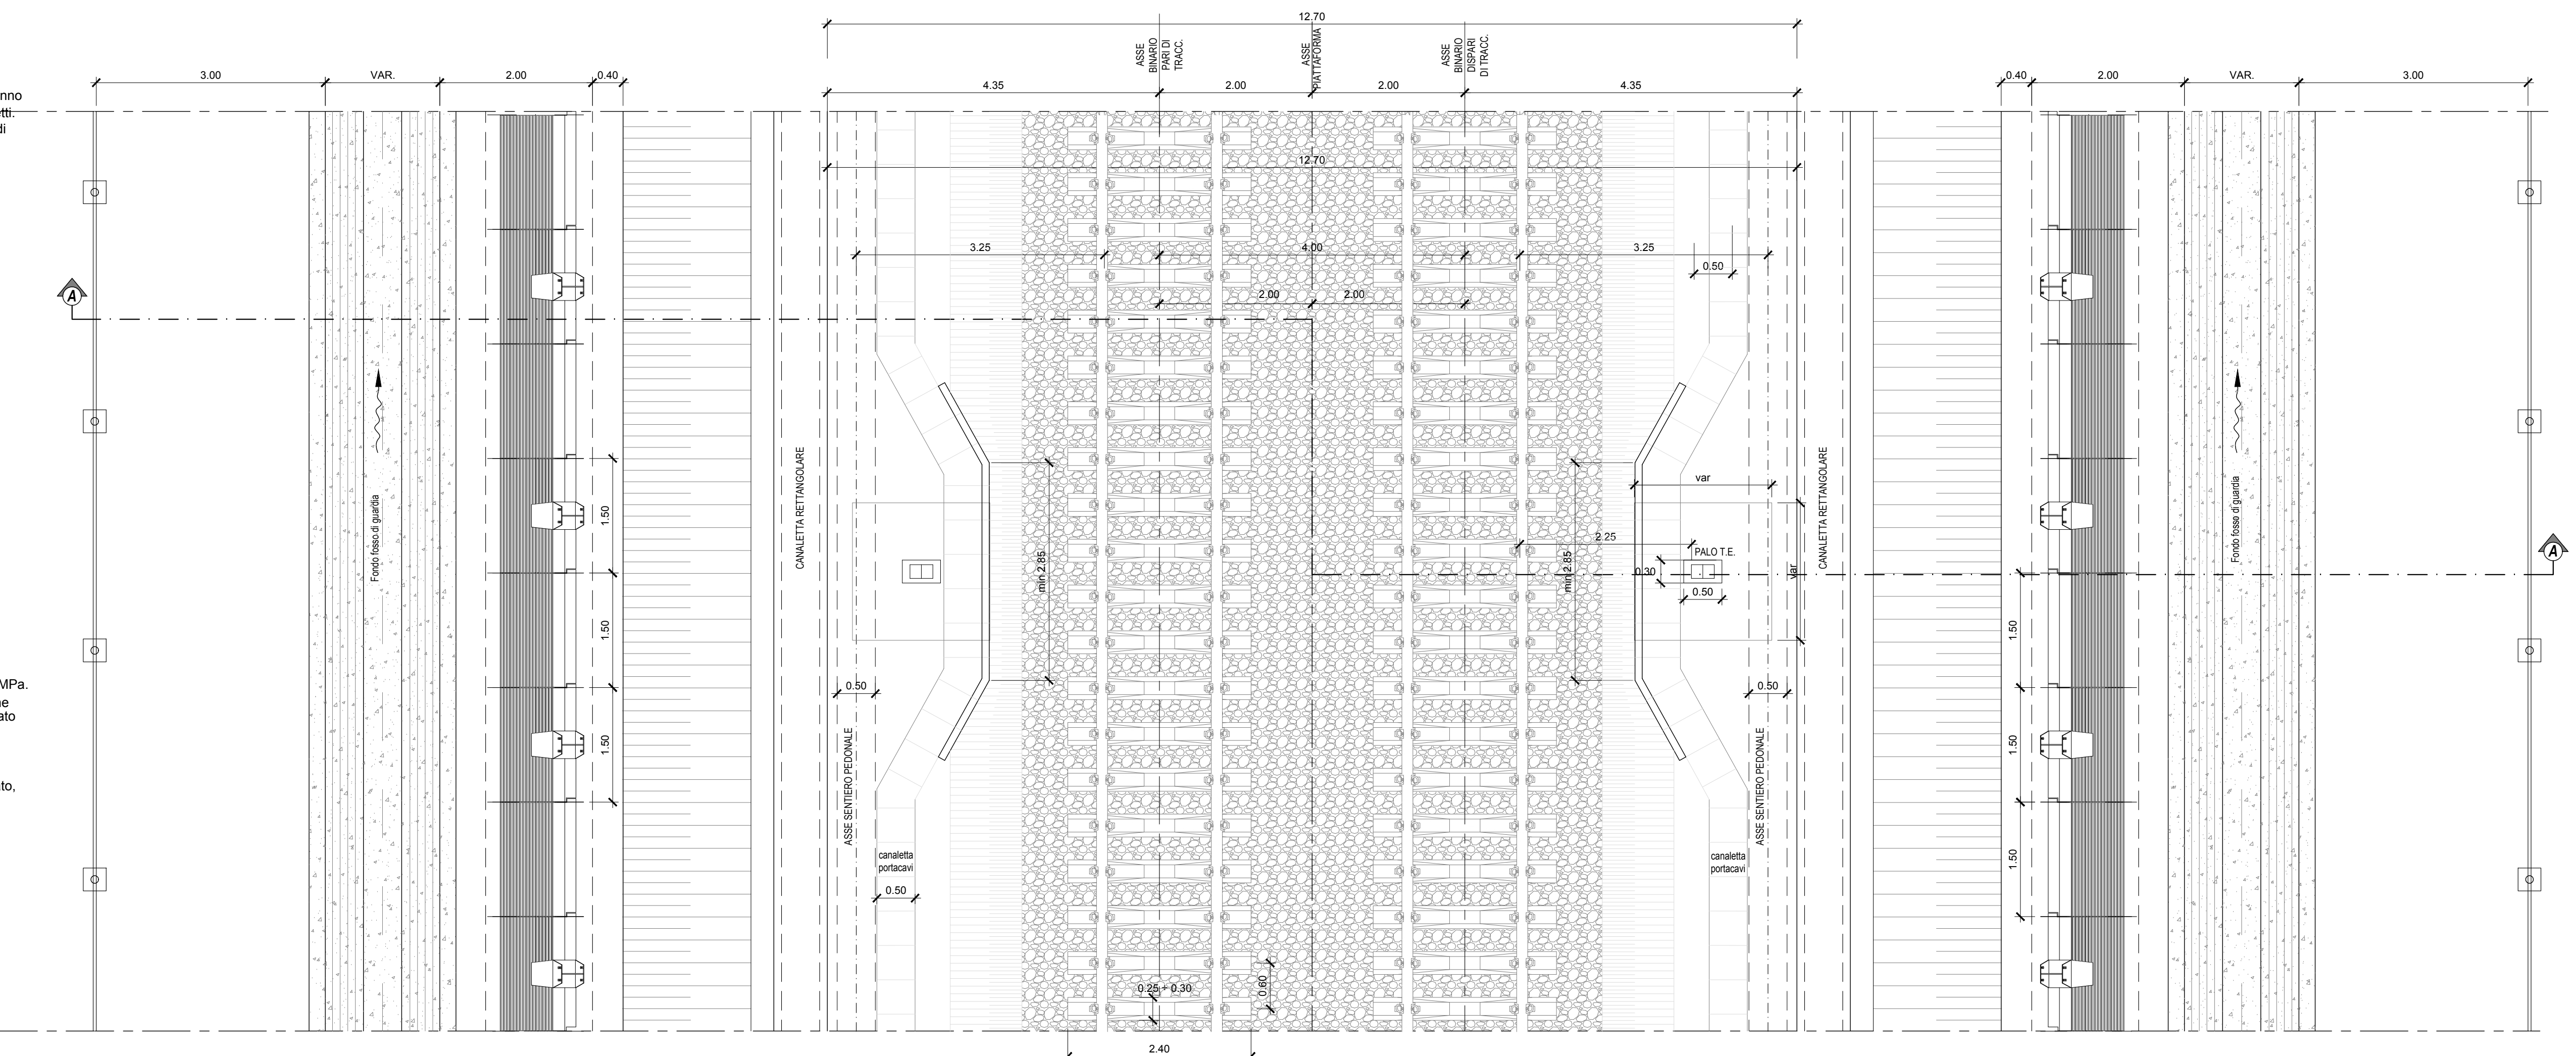 12.70
ASSE
BINARIO
PARI DI
TRACC.
ASSE
PIATTAFORMA
ASSE
BINARIO
DISPARI
DI TRACC.
3.00
VAR.
2.00
0.40
4.35
2.00
2.00
4.35
0.40
2.00
VAR.
3.00
nno
tti.
di
12.70
3.25
4.00
3.25
0.50
2.00
2.00
A
Fondo fosso di guardia
CANALETTA RETTANGOLARE
1.50
1.50
1.50
min 2.85
min 2.85
var
2.25
PALO T.E.
0.30
0.50
var
CANALETTA RETTANGOLARE
Fondo fosso di guardia
A
1.50
1.50
1.50
MPa.
ne
ato
ato,
0.50
0.50
ASSE SENTIERO PEDONALE
ASSE SENTIERO PEDONALE
canaletta
portacavi
canaletta
portacavi
0.50
0.25 ÷ 0.30
0.60
2.40